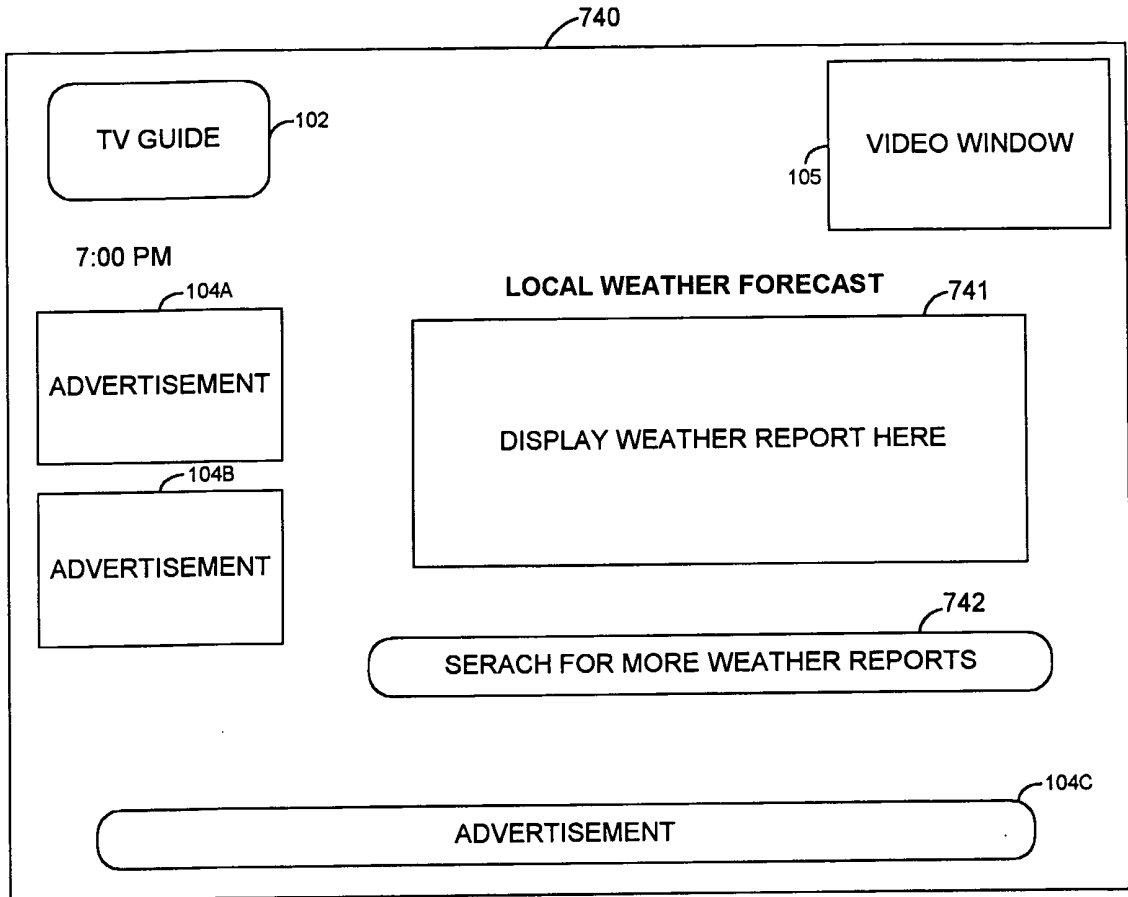 740
TV GUIDE
102
VIDEO WINDOW
105
7:00 PM
LOCAL WEATHER FORECAST
104A
741
ADVERTISEMENT
DISPLAY WEATHER REPORT HERE
104B
ADVERTISEMENT
742
SERACH FOR MORE WEATHER REPORTS
104C
ADVERTISEMENT